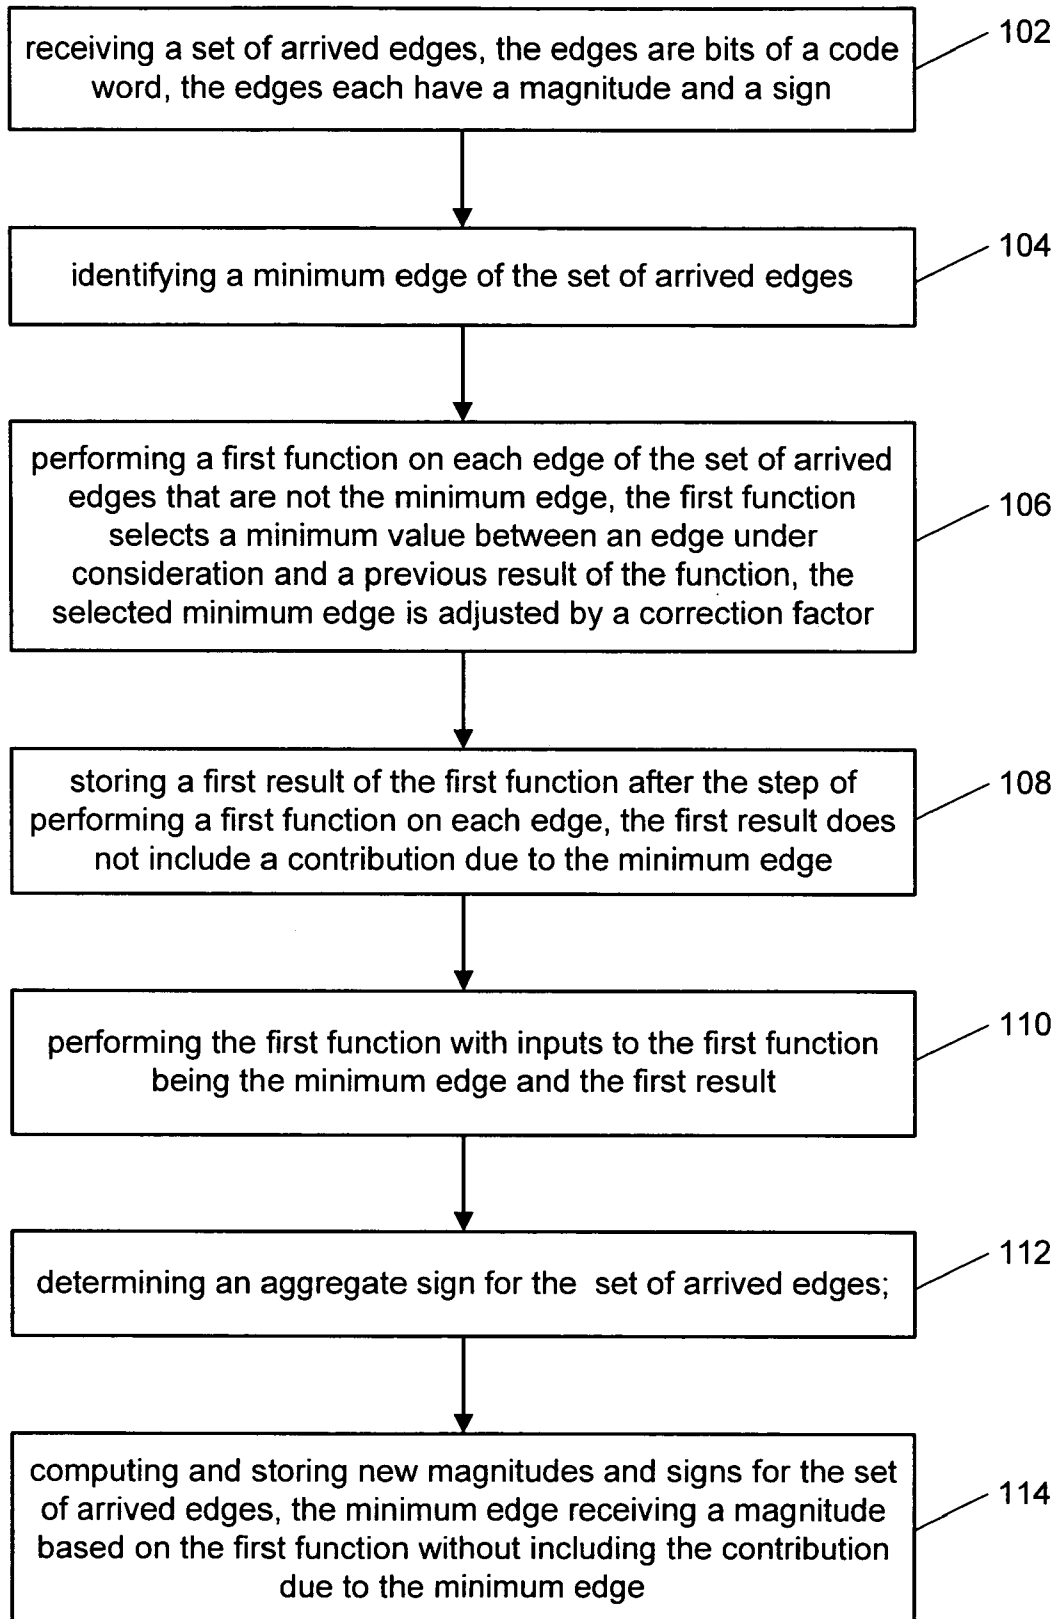 receiving a set of arrived edges, the edges are bits of a code
word, the edges each have a magnitude and a sign
102
identifying a minimum edge of the set of arrived edges
104
performing a first function on each edge of the set of arrived
edges that are not the minimum edge, the first function
selects a minimum value between an edge under
consideration and a previous result of the function, the
selected minimum edge is adjusted by a correction factor
106
storing a first result of the first function after the step of
performing a first function on each edge, the first result does
not include a contribution due to the minimum edge
108
performing the first function with inputs to the first function
being the minimum edge and the first result
110
determining an aggregate sign for the set of arrived edges;
112
computing and storing new magnitudes and signs for the set
of arrived edges, the minimum edge receiving a magnitude
based on the first function without including the contribution
due to the minimum edge
114